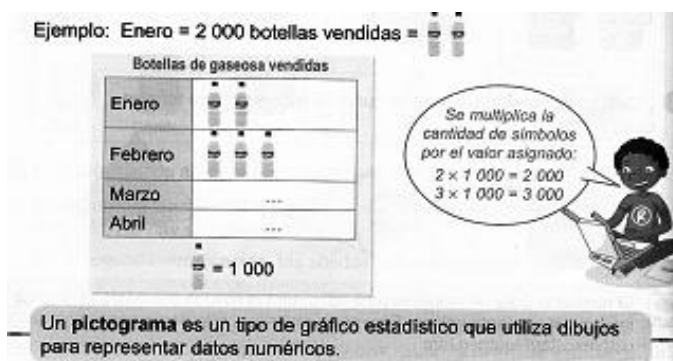 Ejemplo: Enero = 2 000 botellas vendidas =
Botellas de gaseosa vendidas
Enero
Febrero
Marzo ...
Abril ...
= 1 000
Se multiplica la
cantidad de símbolos
por el valor asignado:
2 × 1 000 = 2 000
3 × 1 000 = 3 000
Un pictograma es un tipo de gráfico estadístico que utiliza dibujos
para representar datos numéricos.